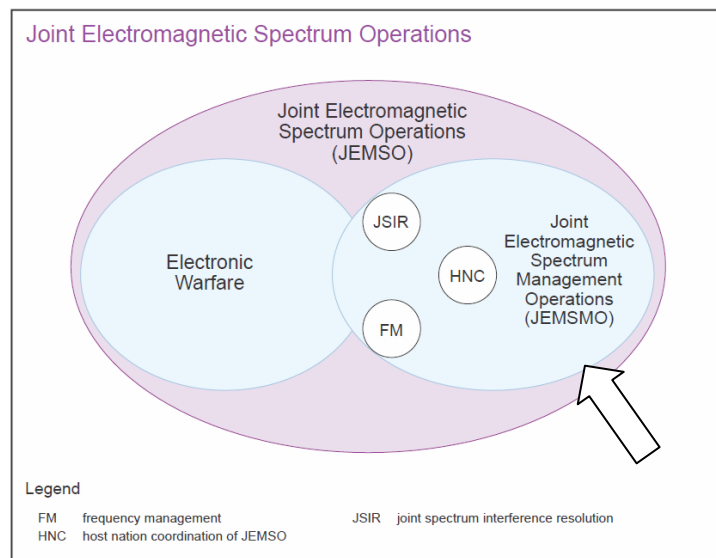 Joint Electromagnetic Spectrum Operations
Joint Electromagnetic
Spectrum Operations
(JEMSO)
JSIR
Joint
Electromagnetic
Spectrum
Management
Operations
(JEMSMO)
Electronic
Warfare
HNC
FM
Legend
FM frequency management
HNC host nation coordination of JEMSO
JSIR joint spectrum interference resolution